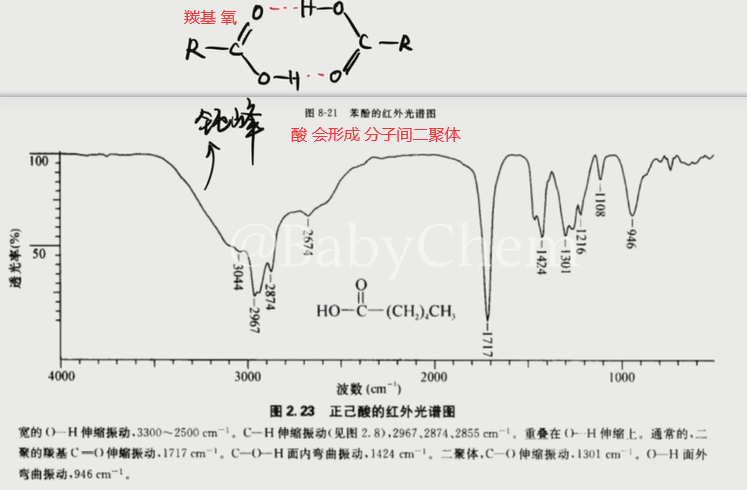 羰基 氧
O H-O
R-C C-R
O-H O
图 8-21 苯酚的红外光谱图
酸 会形成 分子间二聚体
@BabyChem
100
50
透光率(%)
3044
2967
2874
2674
1717
1424
1301
1216
1108
946
O
HO-C-(CH₂)₄CH₃
4000 3000 2000 1000
波数(cm⁻¹)
图 2.23 正己酸的红外光谱图
宽的 O-H 伸缩振动,3300~2500 cm⁻¹。C-H 伸缩振动(见图 2.8),2967、2874、2855 cm⁻¹。重叠在 O-H 伸缩上。通常的,二
聚的羰基 C=O 伸缩振动,1717 cm⁻¹。C-O-H 面内弯曲振动,1424 cm⁻¹。二聚体,C-O 伸缩振动,1301 cm⁻¹。O-H 面外
弯曲振动,946 cm⁻¹。